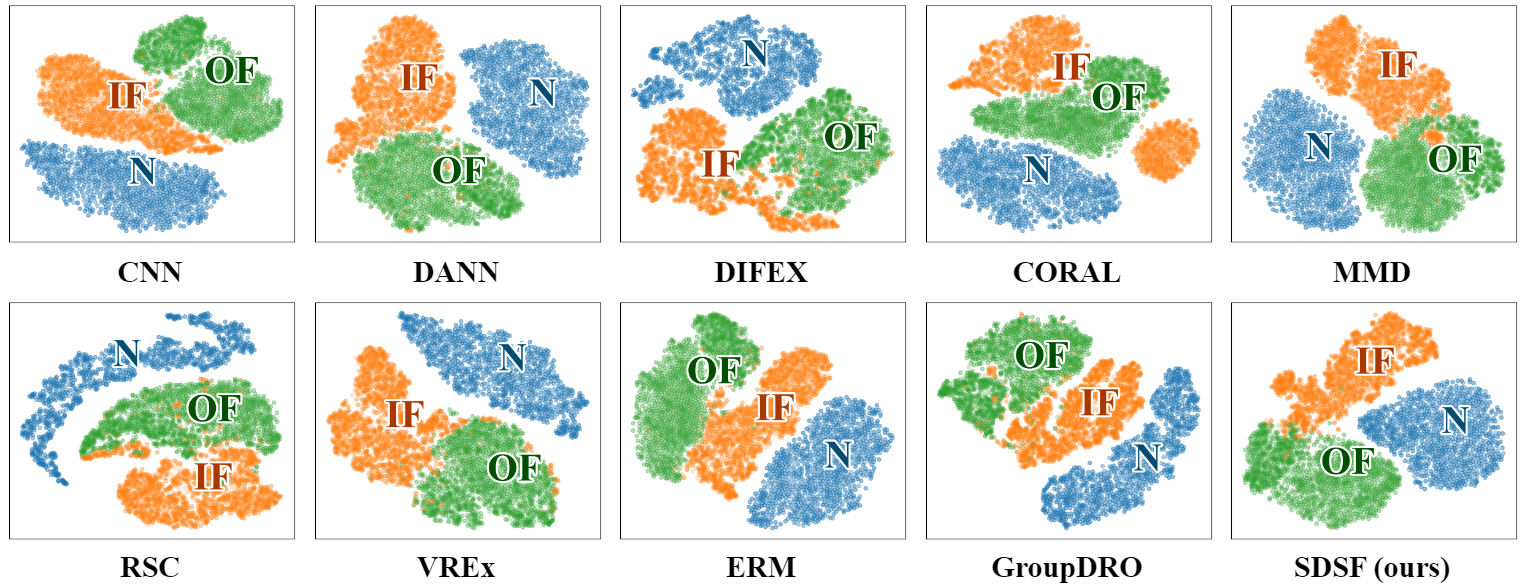 OF
IF
N
IF
N
OF
N
OF
IF
IF
OF
N
IF
N
OF
CNN
DANN
DIFEX
CORAL
MMD
N
OF
IF
N
IF
OF
OF
IF
N
OF
IF
N
IF
N
OF
RSC
VREx
ERM
GroupDRO
SDSF (ours)